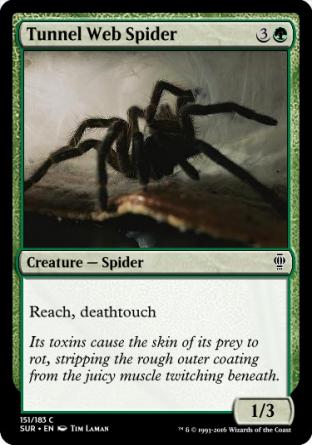 Tunnel Web Spider 3
Creature — Spider
Reach, deathtouch
Its toxins cause the skin of its prey to
rot, stripping the rough outer coating
from the juicy muscle twitching beneath.
1/3
151/183 C
SUR • EN Tim Laman
™ & © 1993-2016 Wizards of the Coast